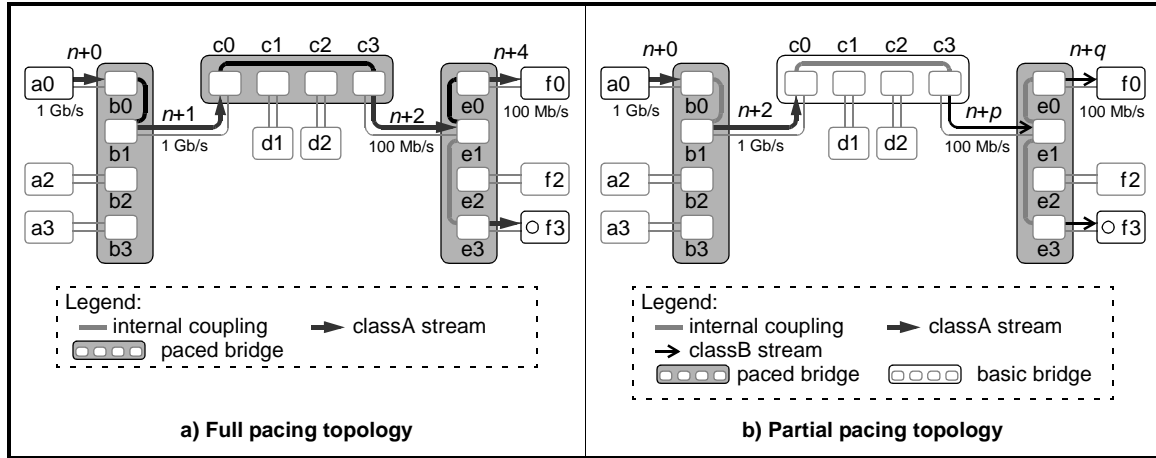 c0 c1 c2 c3
n+0
n+4
a0
f0
1 Gb/s
b0
e0
100 Mb/s
n+1
n+2
b1
1 Gb/s
d1
d2
100 Mb/s
e1
a2
f2
b2
e2
a3
f3
b3
e3
Legend:
internal coupling
classA stream
paced bridge
a) Full pacing topology
c0 c1 c2 c3
n+0
n+q
a0
f0
1 Gb/s
b0
e0
100 Mb/s
n+2
n+p
b1
1 Gb/s
d1
d2
100 Mb/s
e1
a2
f2
b2
e2
a3
f3
b3
e3
Legend:
internal coupling
classA stream
classB stream
paced bridge
basic bridge
b) Partial pacing topology